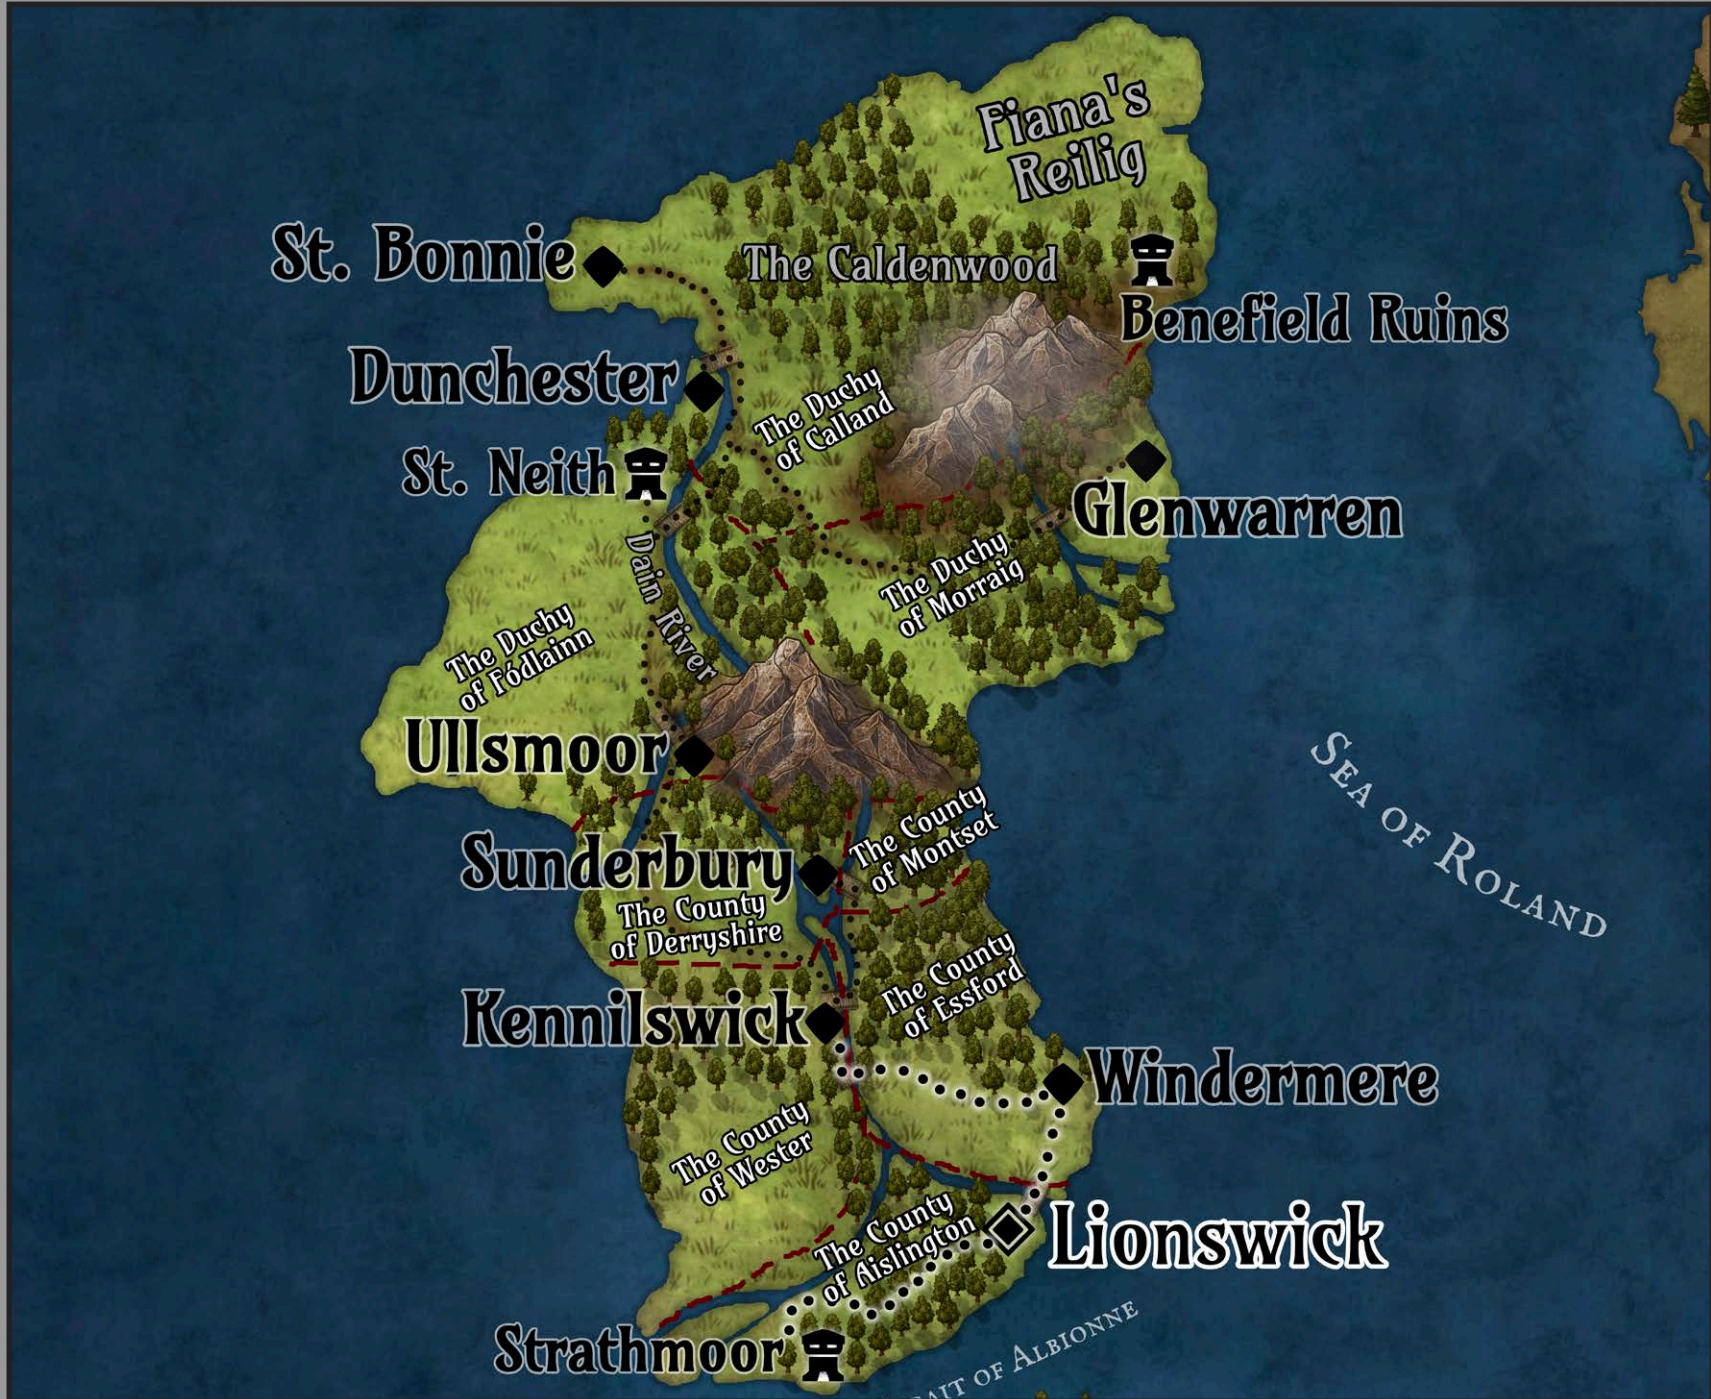 Fiana's
Reilig
St. Bonnie
The Caldenwood
Benefield Ruins
Dunchester
The Duchy
of Calland
St. Neith
Glenwarren
Dain River
The Duchy
of Morraig
The Duchy
of Fódlainn
Ullsmoor
SEA OF ROLAND
The County
of Montset
Sunderbury
The County
of Derryshire
The County
of Essford
Kennilswick
Windermere
The County
of Wester
The County
of Aislington
Lionswick
Strathmoor
OF ALBIONNE